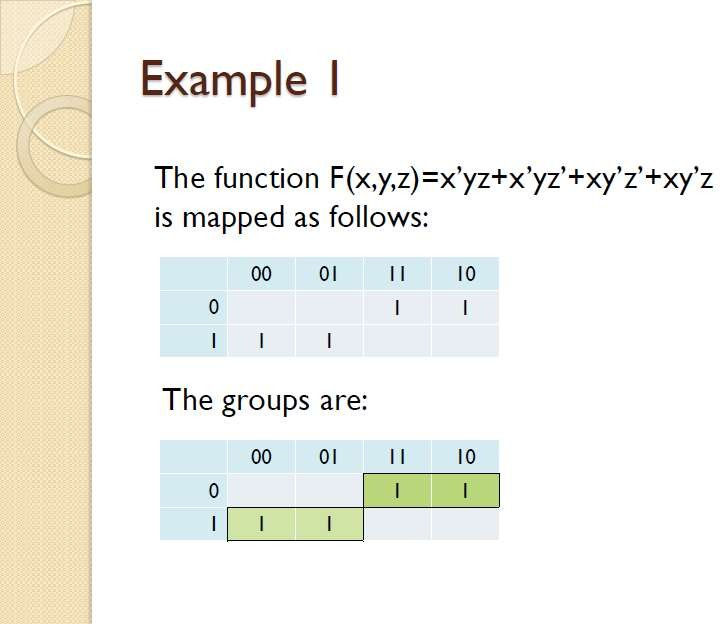 Example 1
The function F(x,y,z)=x’yz+x’yz’+xy’z’+xy’z
is mapped as follows:
00 01 11 10
0 1 1
1 1 1
The groups are:
00 01 11 10
0 1 1
1 1 1